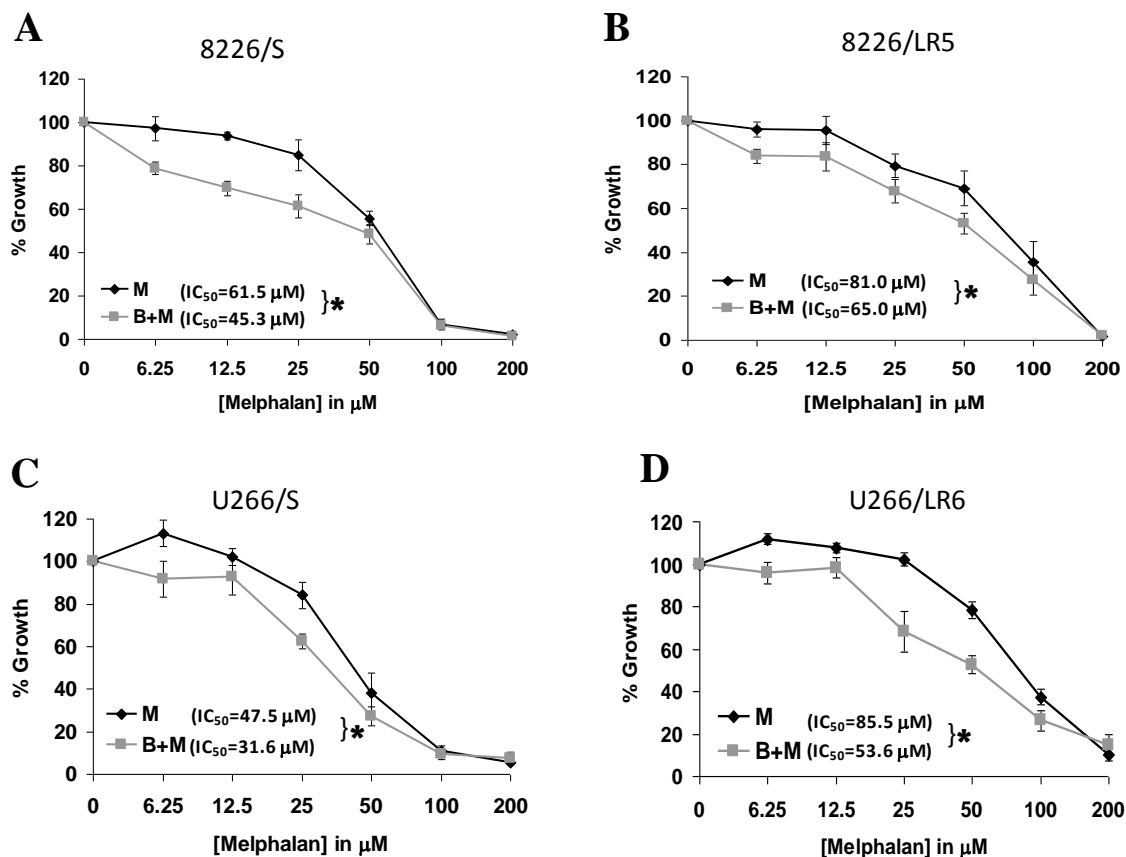 A
8226/S
120
100
80
60
40
20
0
% Growth
M (IC₅₀=61.5 µM)
B+M (IC₅₀=45.3 µM)
}*
0 6.25 12.5 25 50 100 200
[Melphalan] in µM
B
8226/LR5
120
100
80
60
40
20
0
% Growth
M (IC₅₀=81.0 µM)
B+M (IC₅₀=65.0 µM)
}*
0 6.25 12.5 25 50 100 200
[Melphalan] in µM
C
U266/S
120
100
80
60
40
20
0
% Growth
M (IC₅₀=47.5 µM)
B+M (IC₅₀=31.6 µM)
}*
0 6.25 12.5 25 50 100 200
[Melphalan] in µM
D
U266/LR6
120
100
80
60
40
20
0
% Growth
M (IC₅₀=85.5 µM)
B+M (IC₅₀=53.6 µM)
}*
0 6.25 12.5 25 50 100 200
[Melphalan] in µM